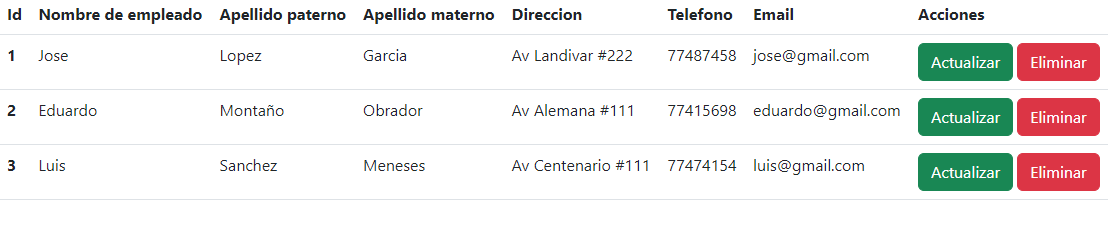 Id Nombre de empleado Apellido paterno Apellido materno Direccion Telefono Email Acciones
1 Jose Lopez Garcia Av Landivar #222 77487458 jose@gmail.com Actualizar Eliminar
2 Eduardo Montaño Obrador Av Alemana #111 77415698 eduardo@gmail.com Actualizar Eliminar
3 Luis Sanchez Meneses Av Centenario #111 77474154 luis@gmail.com Actualizar Eliminar